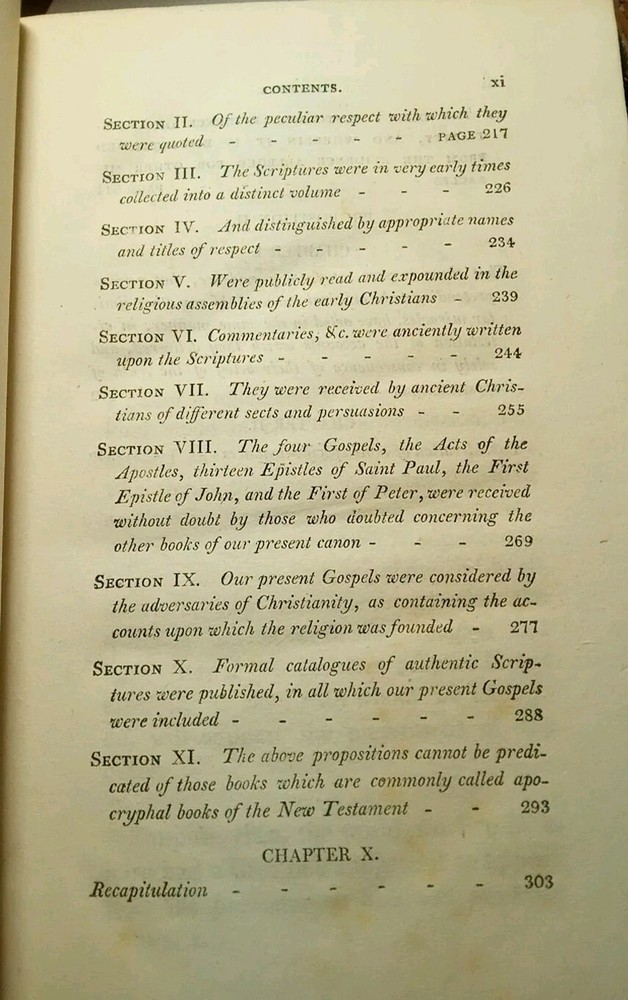 CONTENTS. xi
SECTION II. Of the peculiar respect with which they
were quoted - - - - - PAGE 217
SECTION III. The Scriptures were in very early times
collected into a distinct volume - - - 226
SECTION IV. And distinguished by appropriate names
and titles of respect - - - - - 234
SECTION V. Were publicly read and expounded in the
religious assemblies of the early Christians - 239
SECTION VI. Commentaries, &c. were anciently written
upon the Scriptures - - - - - 244
SECTION VII. They were received by ancient Chris-
tians of different sects and persuasions - - 255
SECTION VIII. The four Gospels, the Acts of the
Apostles, thirteen Epistles of Saint Paul, the First
Epistle of John, and the First of Peter, were received
without doubt by those who doubted concerning the
other books of our present canon - - - 269
SECTION IX. Our present Gospels were considered by
the adversaries of Christianity, as containing the ac-
counts upon which the religion was founded - 277
SECTION X. Formal catalogues of authentic Scrip-
tures were published, in all which our present Gospels
were included - - - - - - 288
SECTION XI. The above propositions cannot be predi-
cated of those books which are commonly called apo-
cryphal books of the New Testament - - 293
CHAPTER X.
Recapitulation - - - - - - 303